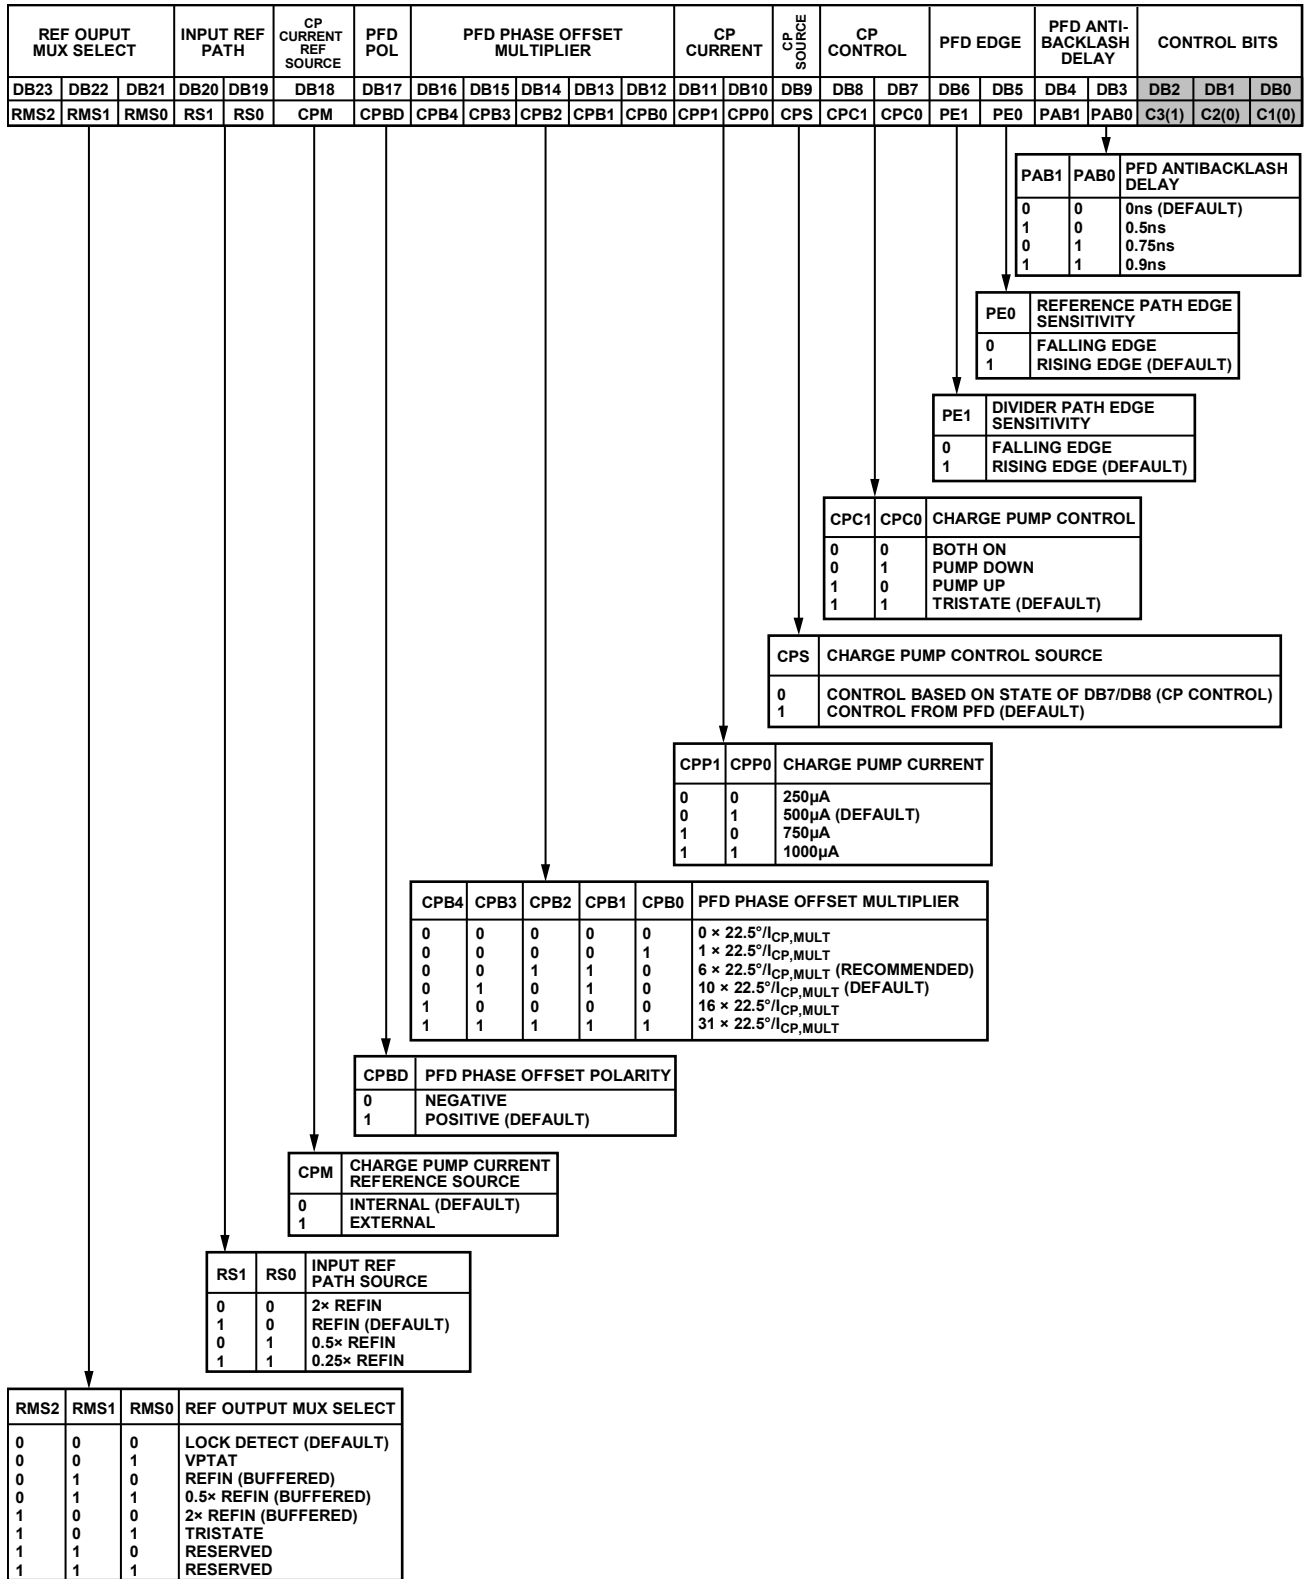 REF OUPUT MUX SELECT | INPUT REF PATH | CP CURRENT REF SOURCE | PFD POL | PFD PHASE OFFSET MULTIPLIER | CP CURRENT | CP SOURCE | CP CONTROL | PFD EDGE | PFD ANTI-BACKLASH DELAY | CONTROL BITS
DB23 DB22 DB21 DB20 DB19 DB18 DB17 DB16 DB15 DB14 DB13 DB12 DB11 DB10 DB9 DB8 DB7 DB6 DB5 DB4 DB3 DB2 DB1 DB0
RMS2 RMS1 RMS0 RS1 RS0 CPM CPBD CPB4 CPB3 CPB2 CPB1 CPB0 CPP1 CPP0 CPS CPC1 CPC0 PE1 PE0 PAB1 PAB0 C3(1) C2(0) C1(0)
PAB1 PAB0 PFD ANTIBACKLASH DELAY
0 0 0ns (DEFAULT)
1 0 0.5ns
0 1 0.75ns
1 1 0.9ns
PE0 REFERENCE PATH EDGE SENSITIVITY
0 FALLING EDGE
1 RISING EDGE (DEFAULT)
PE1 DIVIDER PATH EDGE SENSITIVITY
0 FALLING EDGE
1 RISING EDGE (DEFAULT)
CPC1 CPC0 CHARGE PUMP CONTROL
0 0 BOTH ON
0 1 PUMP DOWN
1 0 PUMP UP
1 1 TRISTATE (DEFAULT)
CPS CHARGE PUMP CONTROL SOURCE
0 CONTROL BASED ON STATE OF DB7/DB8 (CP CONTROL)
1 CONTROL FROM PFD (DEFAULT)
CPP1 CPP0 CHARGE PUMP CURRENT
0 0 250µA
0 1 500µA (DEFAULT)
1 0 750µA
1 1 1000µA
CPB4 CPB3 CPB2 CPB1 CPB0 PFD PHASE OFFSET MULTIPLIER
0 0 0 0 0 0 × 22.5°/ICP,MULT
0 0 0 0 1 1 × 22.5°/ICP,MULT
0 0 1 1 0 6 × 22.5°/ICP,MULT (RECOMMENDED)
0 1 0 1 0 10 × 22.5°/ICP,MULT (DEFAULT)
1 0 0 0 0 16 × 22.5°/ICP,MULT
1 1 1 1 1 31 × 22.5°/ICP,MULT
CPBD PFD PHASE OFFSET POLARITY
0 NEGATIVE
1 POSITIVE (DEFAULT)
CPM CHARGE PUMP CURRENT REFERENCE SOURCE
0 INTERNAL (DEFAULT)
1 EXTERNAL
RS1 RS0 INPUT REF PATH SOURCE
0 0 2× REFIN
1 0 REFIN (DEFAULT)
0 1 0.5× REFIN
1 1 0.25× REFIN
RMS2 RMS1 RMS0 REF OUTPUT MUX SELECT
0 0 0 LOCK DETECT (DEFAULT)
0 0 1 VPTAT
0 1 0 REFIN (BUFFERED)
0 1 1 0.5× REFIN (BUFFERED)
1 0 0 2× REFIN (BUFFERED)
1 0 1 TRISTATE
1 1 0 RESERVED
1 1 1 RESERVED